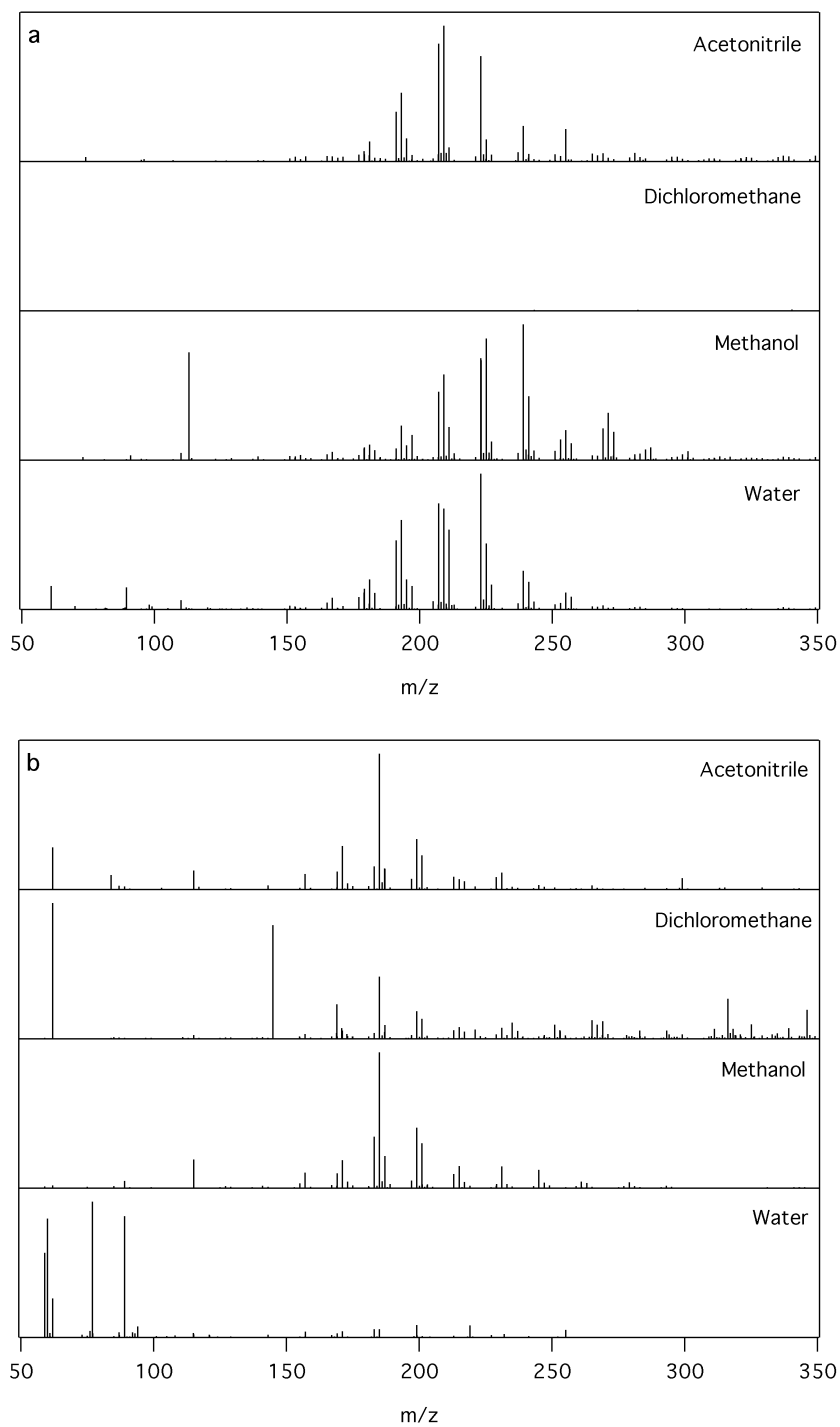 a
Acetonitrile
Dichloromethane
Methanol
Water
50 100 150 200 250 300 350
m/z
b
Acetonitrile
Dichloromethane
Methanol
Water
50 100 150 200 250 300 350
m/z